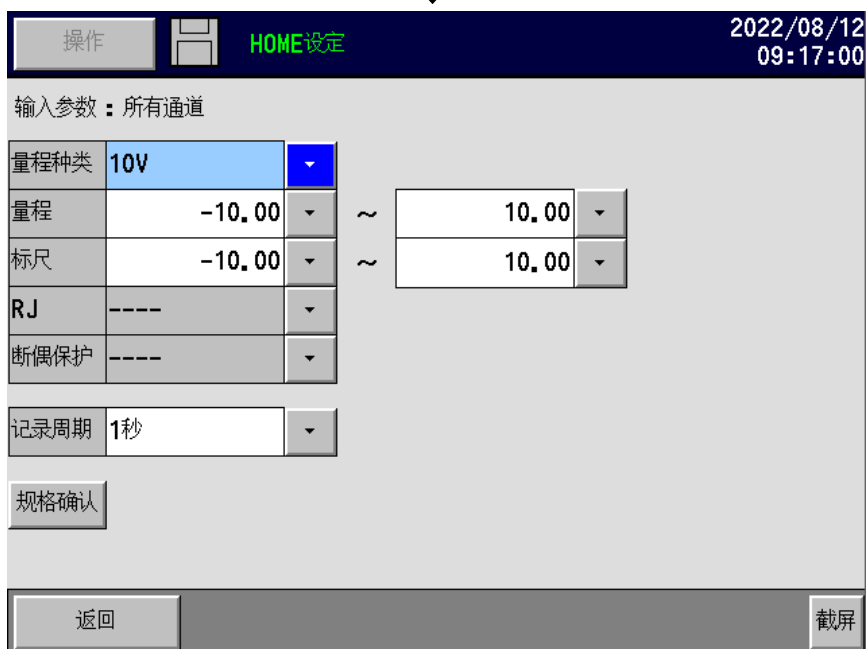 操作 HOME设定 2022/08/12
09:17:00
输入参数：所有通道
量程种类 10V
量程 -10.00 ～ 10.00
标尺 -10.00 ～ 10.00
RJ ----
断偶保护 ----
记录周期 1秒
规格确认
返回 截屏